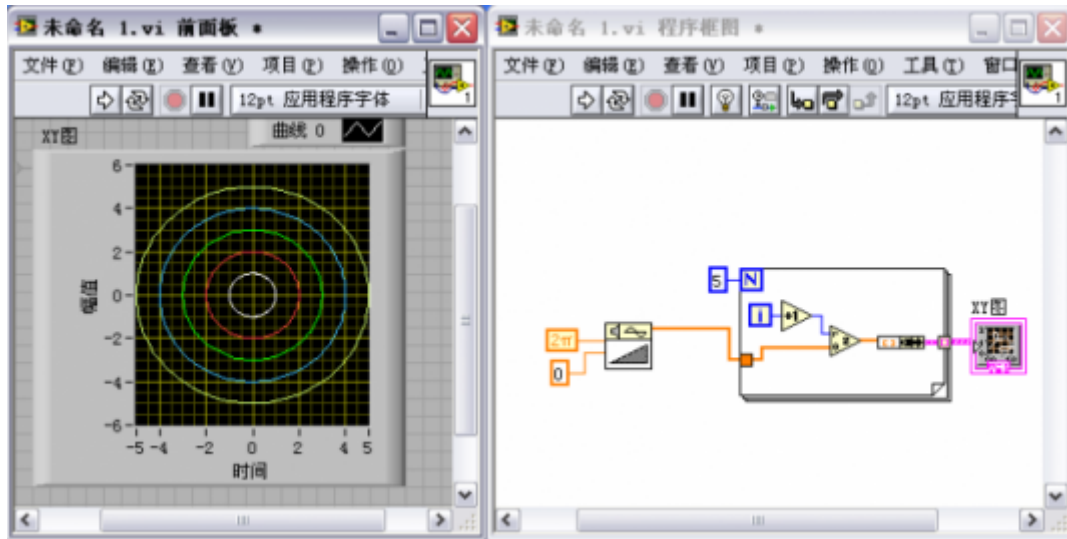 未命名 1.vi 前面板 *
文件(F) 编辑(E) 查看(V) 项目(P) 操作(O)
12pt 应用程序字体
1
XY图
曲线 0
6
4
2
0
-2
-4
-6
幅值
-5 -4 -2 0 2 4 5
时间
未命名 1.vi 程序框图 *
文件(F) 编辑(E) 查看(V) 项目(P) 操作(O) 工具(T) 窗口
12pt 应用程序
1
5 N
i +1
2π
0
XY图